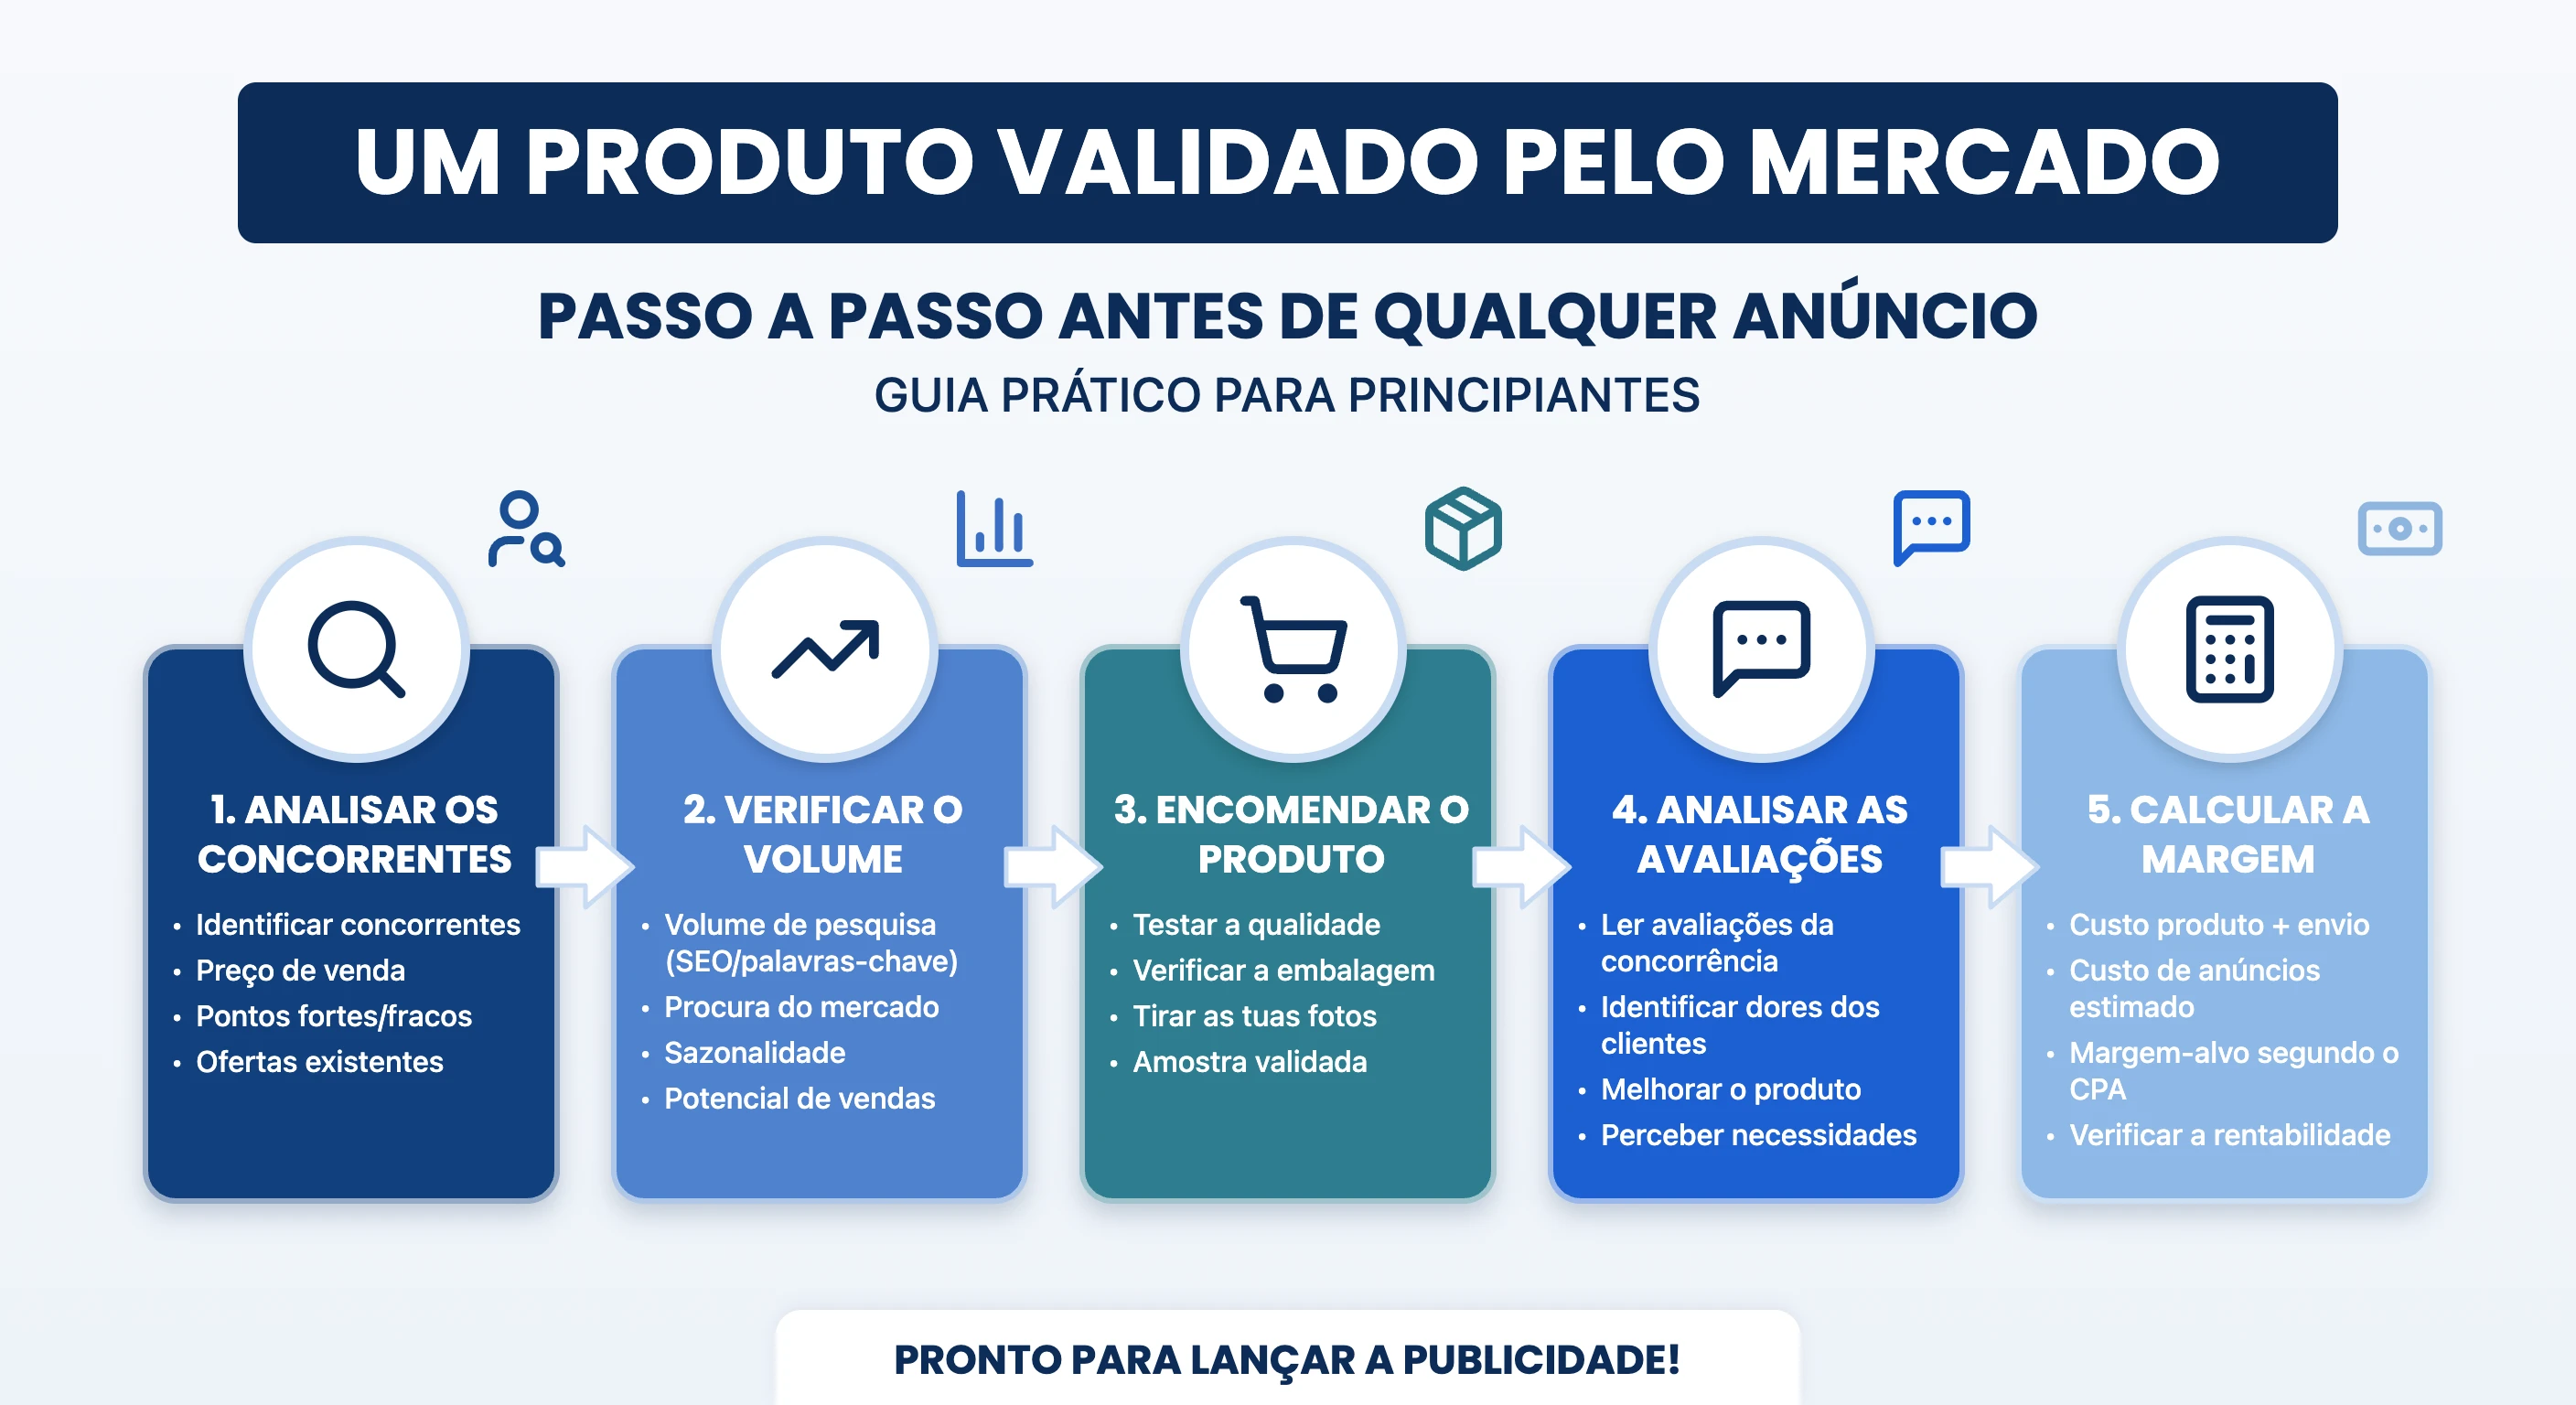 UM PRODUTO VALIDADO PELO MERCADO
PASSO A PASSO ANTES DE QUALQUER ANÚNCIO
GUIA PRÁTICO PARA PRINCIPIANTES
1. ANALISAR OS
CONCORRENTES
• Identificar concorrentes
• Preço de venda
• Pontos fortes/fracos
• Ofertas existentes
2. VERIFICAR O
VOLUME
• Volume de pesquisa
(SEO/palavras-chave)
• Procura do mercado
• Sazonalidade
• Potencial de vendas
3. ENCOMENDAR O
PRODUTO
• Testar a qualidade
• Verificar a embalagem
• Tirar as tuas fotos
• Amostra validada
4. ANALISAR AS
AVALIAÇÕES
• Ler avaliações da
concorrência
• Identificar dores dos
clientes
• Melhorar o produto
• Perceber necessidades
5. CALCULAR A
MARGEM
• Custo produto + envio
• Custo de anúncios
estimado
• Margem-alvo segundo o
CPA
• Verificar a rentabilidade
PRONTO PARA LANÇAR A PUBLICIDADE!